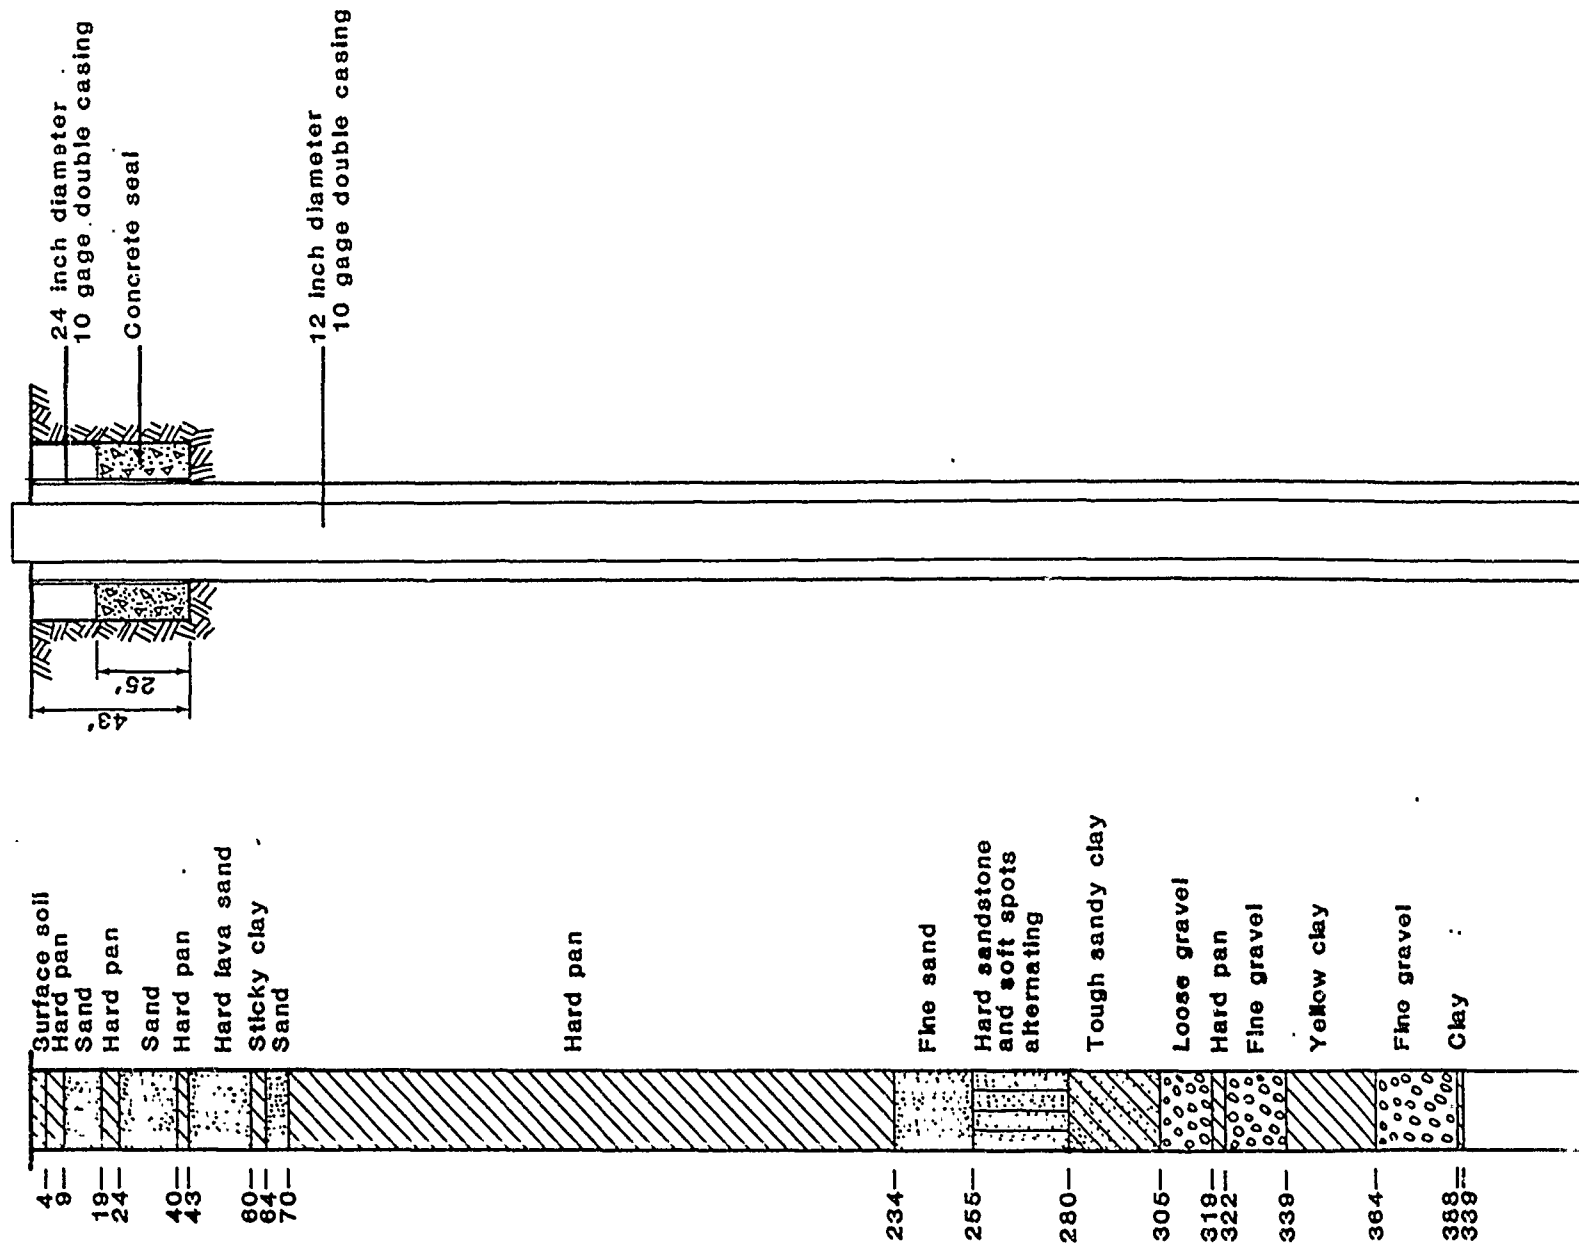 24 inch diameter
10 gage double casing
Concrete seal
12 inch diameter
10 gage double casing
25'
43'
Surface soil
Hard pan
Sand
Hard pan
Sand
Hard pan
Hard lava sand
Sticky clay
Sand
Hard pan
Fine sand
Hard sandstone
and soft spots
alternating
Tough sandy clay
Loose gravel
Hard pan
Fine gravel
Yellow clay
Fine gravel
Clay
4
9
19
24
40
43
60
64
70
234
255
280
305
319
322
339
364
388
339